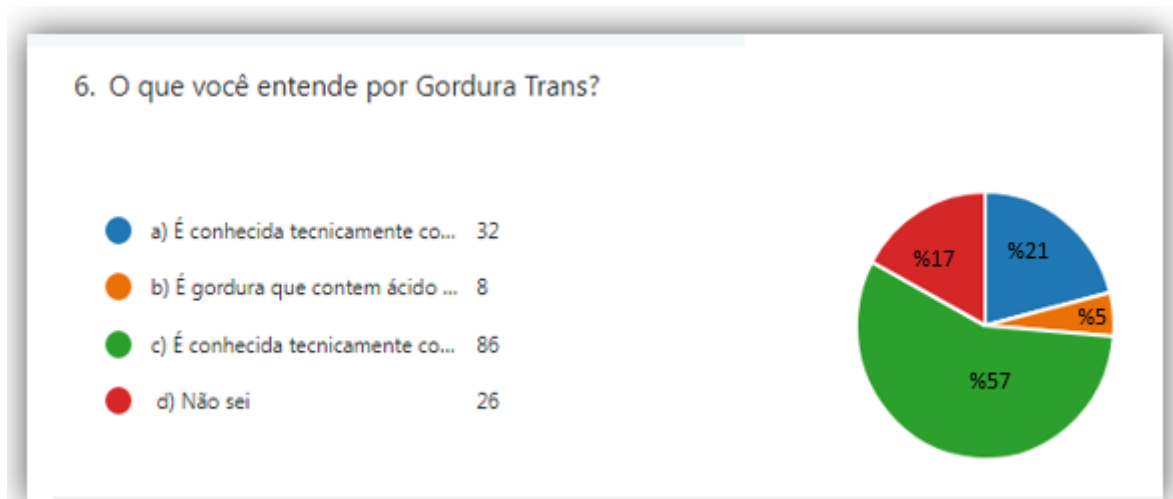 6. O que você entende por Gordura Trans?
a) É conhecida tecnicamente co... 32
b) É gordura que contem ácido ... 8
c) É conhecida tecnicamente co... 86
d) Não sei 26
%17
%21
%5
%57